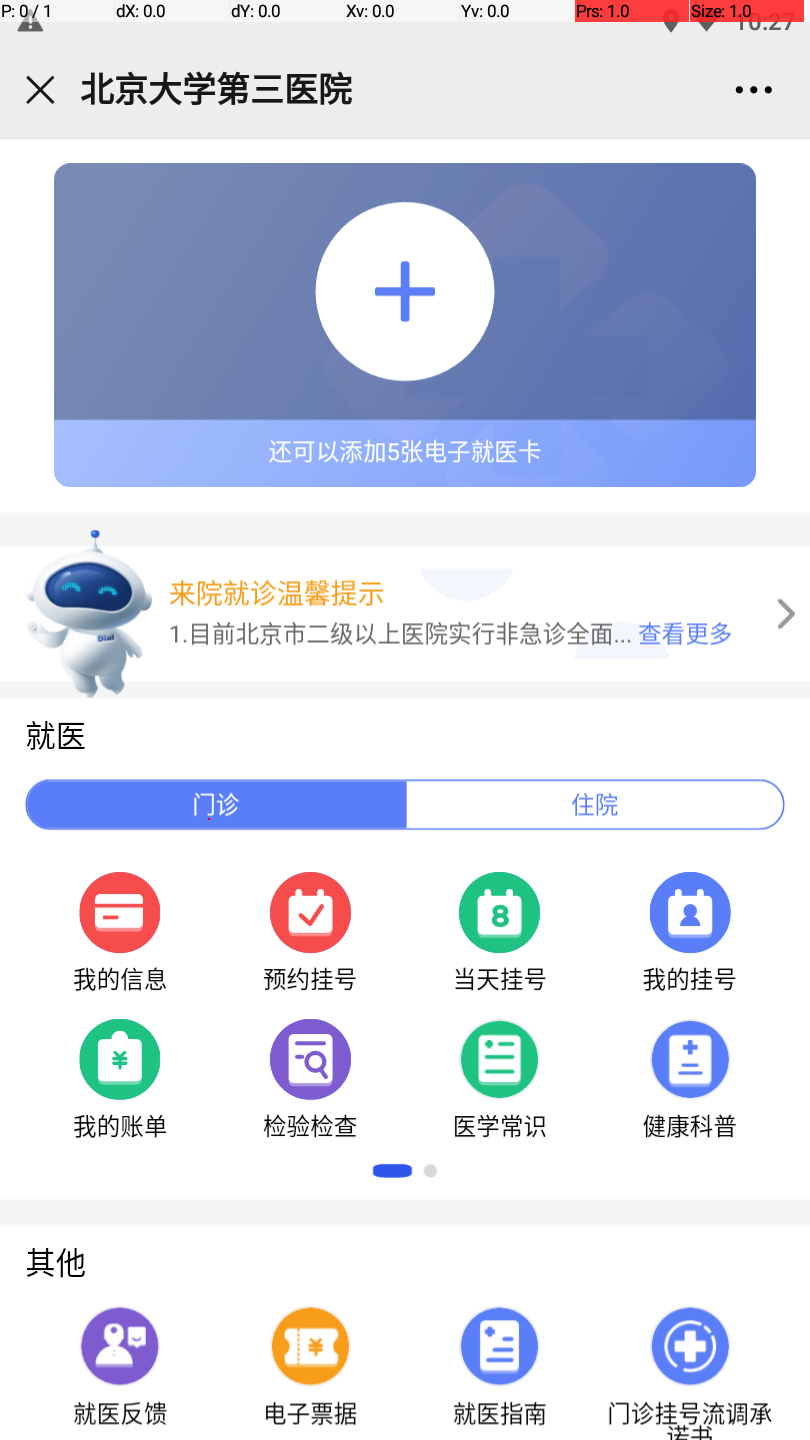 P: 0 / 1 dX: 0.0 dY: 0.0 Xv: 0.0 Yv: 0.0 Prs: 1.0 Size: 1.0
10:27
北京大学第三医院
还可以添加5张电子就医卡
来院就诊温馨提示
1.目前北京市二级以上医院实行非急诊全面... 查看更多
就医
门诊 住院
8
我的信息 预约挂号 当天挂号 我的挂号
¥
我的账单 检验检查 医学常识 健康科普
其他
¥
就医反馈 电子票据 就医指南 门诊挂号流调承
诺书